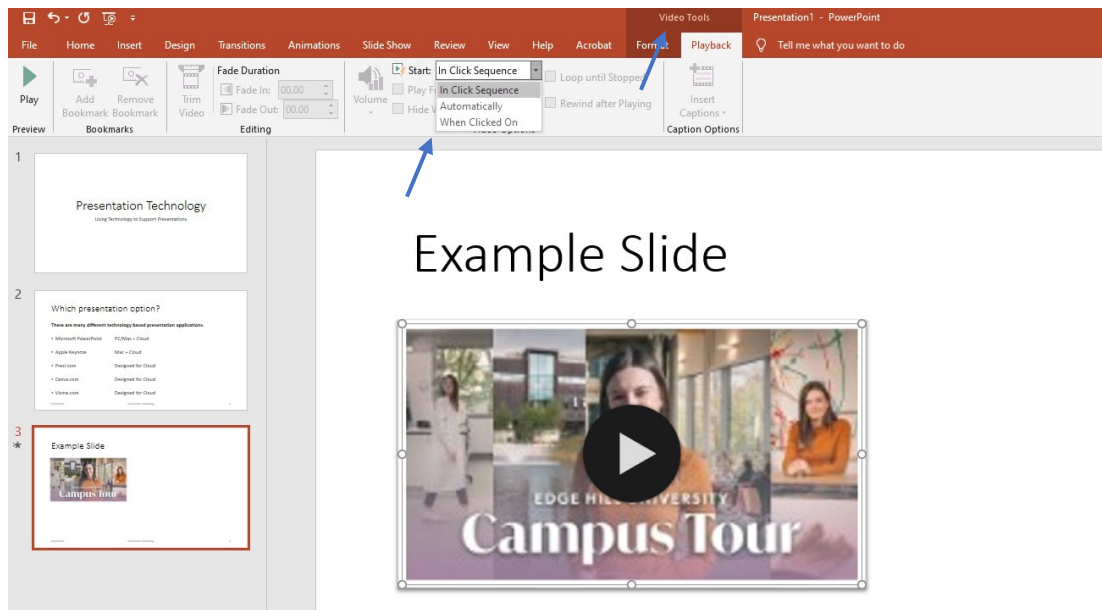 Video Tools
Presentation1 - PowerPoint
File Home Insert Design Transitions Animations Slide Show Review View Help Acrobat Format Playback Tell me what you want to do
Play
Preview
Add Bookmark
Remove Bookmark
Bookmarks
Trim Video
Fade Duration
Fade In: 00.00
Fade Out: 00.00
Editing
Volume
Start: In Click Sequence
In Click Sequence
Automatically
When Clicked On
Play
Hide
Loop until Stopped
Rewind after Playing
Video Options
Insert Captions
Caption Options
1
Presentation Technology
Using Technology to Support Presentations
2
Which presentation option?
There are many different technology based presentation applications.
• Microsoft PowerPoint PC/Mac + Cloud
• Apple Keynote Mac + Cloud
• Prezi.com Designed for Cloud
• Canva.com Designed for Cloud
• Visme.com Designed for Cloud
3
Example Slide
Campus Tour
Example Slide
EDGE HILL UNIVERSITY
Campus Tour